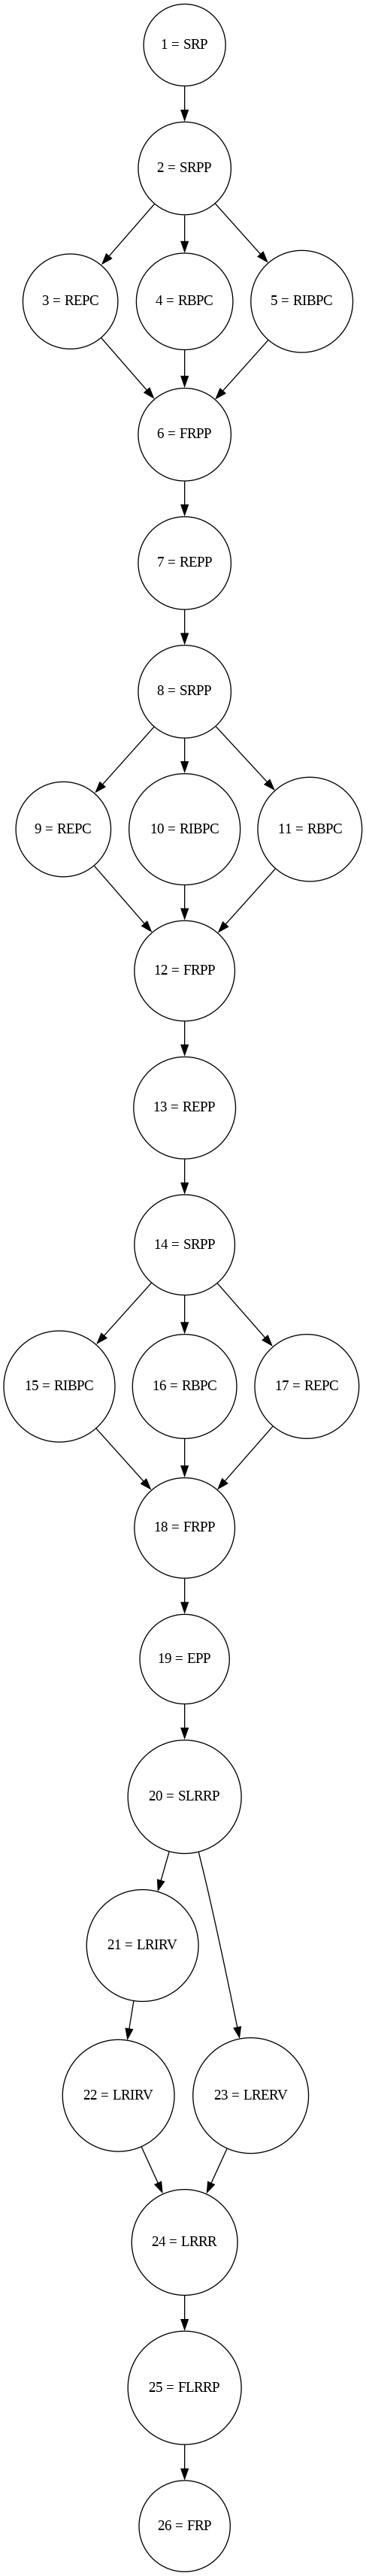 1 = SRP
2 = SRPP
3 = REPC
4 = RBPC
5 = RIBPC
6 = FRPP
7 = REPP
8 = SRPP
9 = REPC
10 = RIBPC
11 = RBPC
12 = FRPP
13 = REPP
14 = SRPP
15 = RIBPC
16 = RBPC
17 = REPC
18 = FRPP
19 = EPP
20 = SLRRP
21 = LRIRV
22 = LRIRV
23 = LRERV
24 = LRRR
25 = FLRRP
26 = FRP